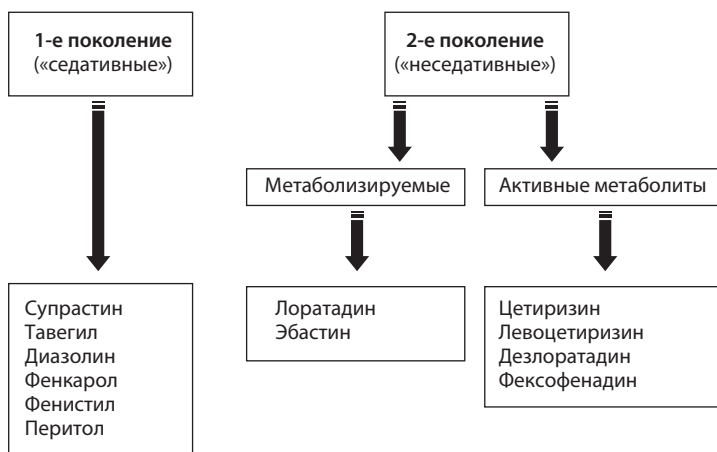 1-е поколение
(«седативные»)
2-е поколение
(«неседативные»)
Метаболизируемые
Активные метаболиты
Супрастин
Тавегил
Диазолин
Фенкарол
Фенистил
Перитол
Лоратадин
Эбастин
Цетиризин
Левоцетиризин
Дезлоратадин
Фексофенадин